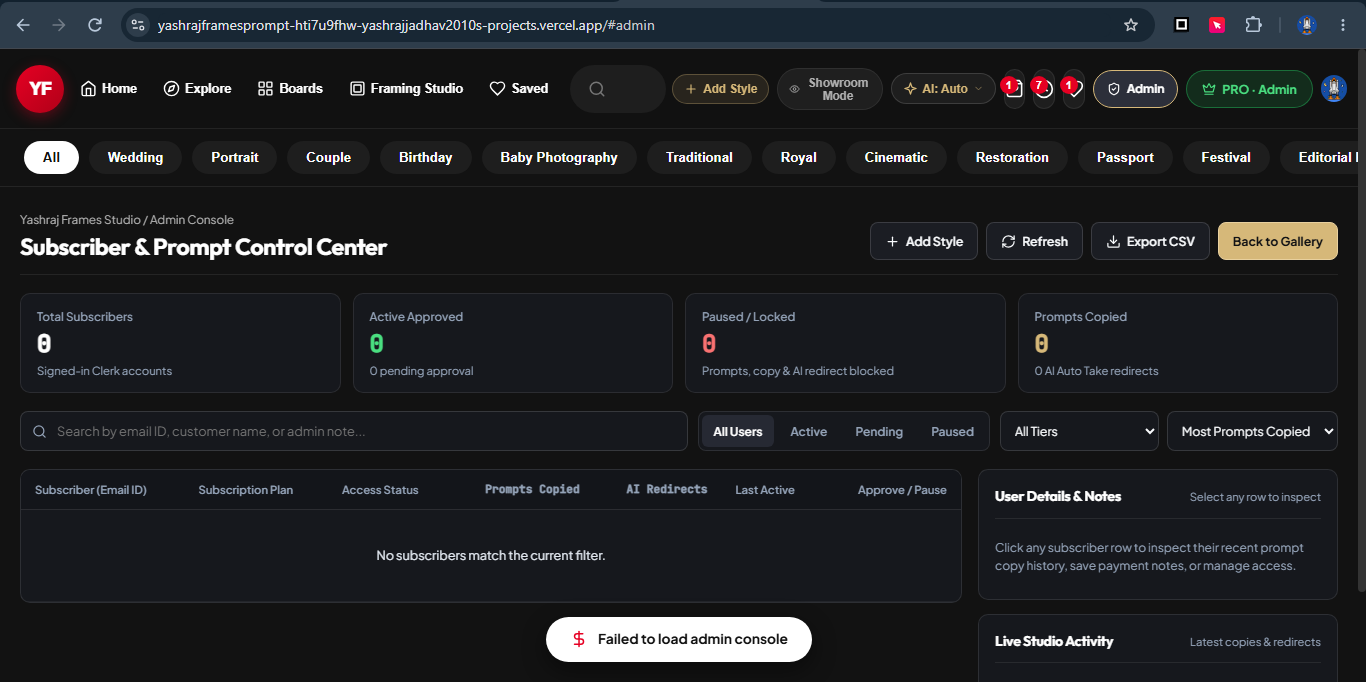 yashrajframesprompt-hti7u9fhw-yashrajjadhav2010s-projects.vercel.app/#admin
YF Home Explore Boards Framing Studio Saved Add Style Showroom Mode AI: Auto 1 7 1 Admin PRO · Admin
All Wedding Portrait Couple Birthday Baby Photography Traditional Royal Cinematic Restoration Passport Festival Editorial
Yashraj Frames Studio / Admin Console
Subscriber & Prompt Control Center
Add Style Refresh Export CSV Back to Gallery
Total Subscribers Active Approved Paused / Locked Prompts Copied
0 0 0 0
Signed-in Clerk accounts 0 pending approval Prompts, copy & AI redirect blocked 0 AI Auto Take redirects
Search by email ID, customer name, or admin note... All Users Active Pending Paused All Tiers Most Prompts Copied
Subscriber (Email ID) Subscription Plan Access Status Prompts Copied AI Redirects Last Active Approve / Pause
No subscribers match the current filter.
User Details & Notes Select any row to inspect
Click any subscriber row to inspect their recent prompt
copy history, save payment notes, or manage access.
Failed to load admin console
Live Studio Activity Latest copies & redirects